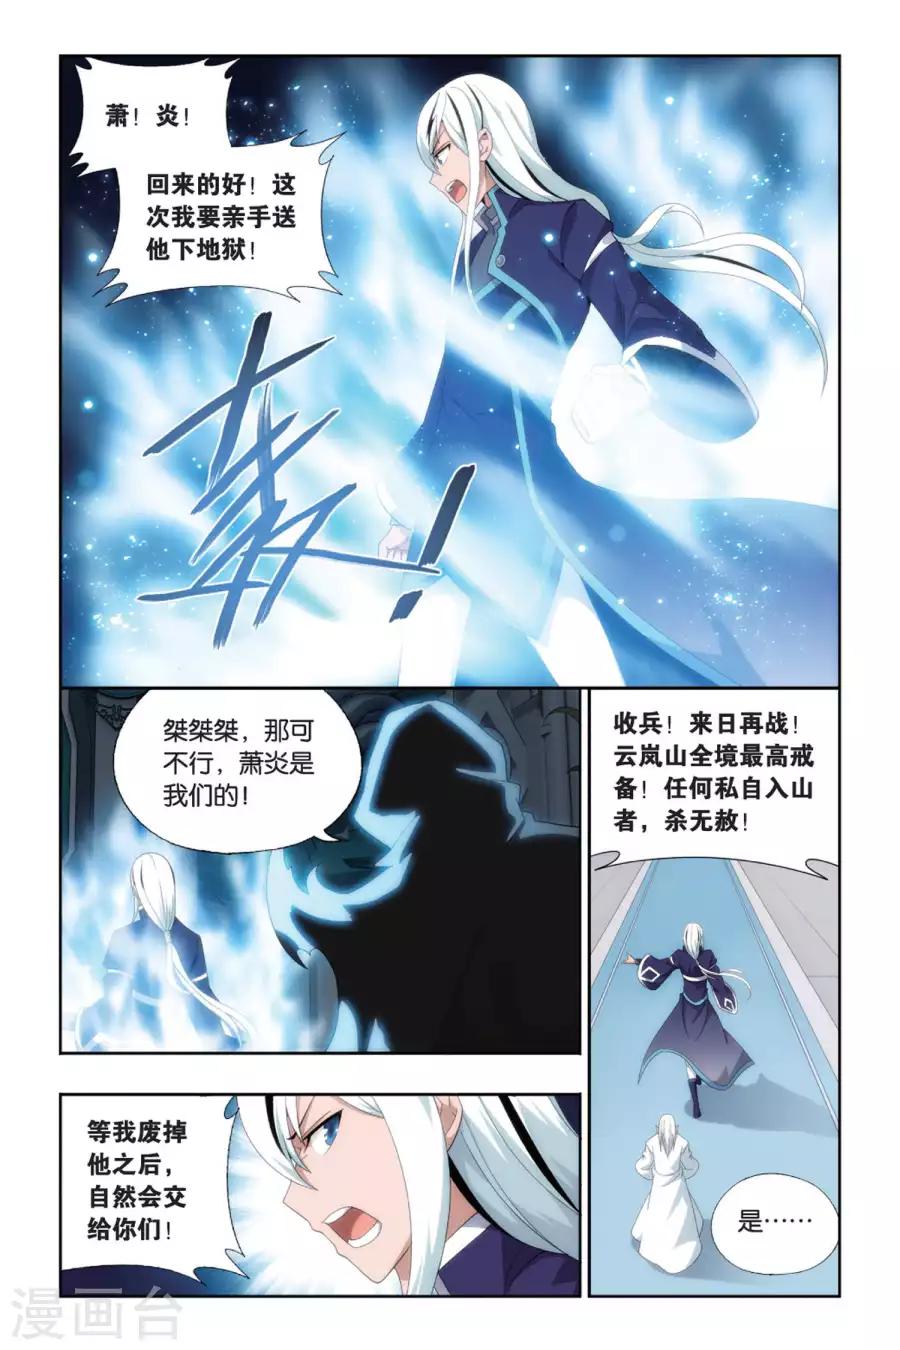 萧！炎！
回来的好！这
次我要亲手送
他下地狱！
轰！
桀桀桀，那可
不行，萧炎是
我们的！
等我废掉
他之后，
自然会交
给你们！
收兵！来日再战！
云岚山全境最高戒
备！任何私自入山
者，杀无赦！
是……
漫画台